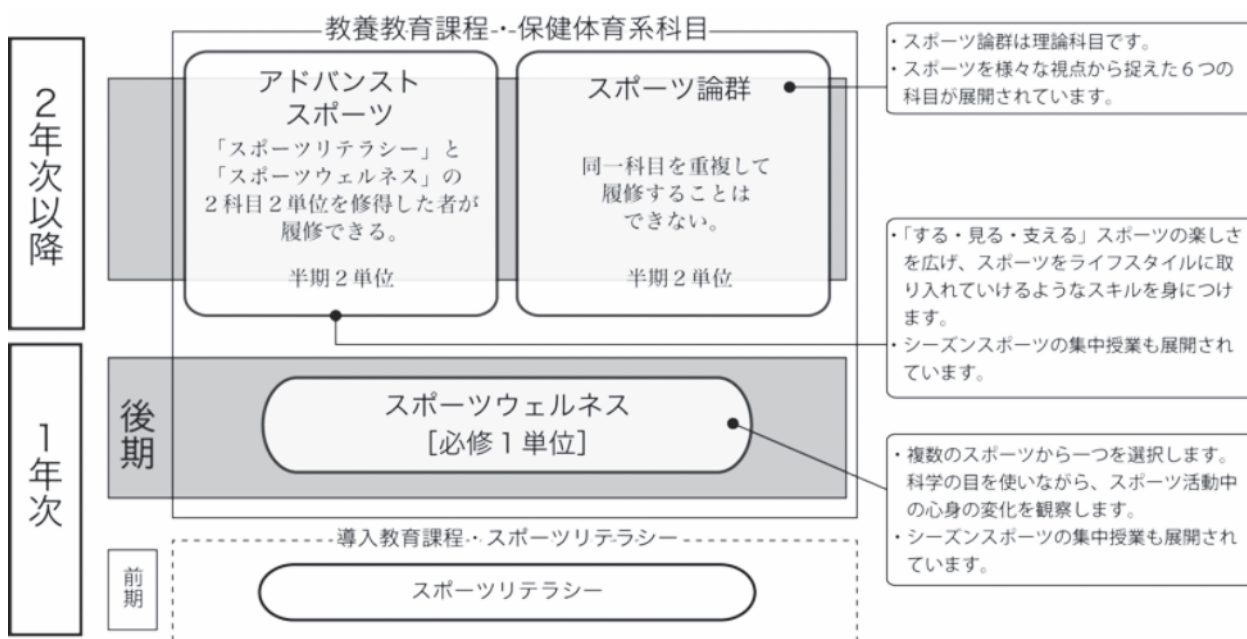 教養教育課程・・保健体育系科目
2年次以降
アドバンスト
スポーツ
「スポーツリテラシー」と
「スポーツウェルネス」の
２科目２単位を修得した者が
履修できる。
半期２単位
スポーツ論群
同一科目を重複して
履修することは
できない。
半期２単位
・スポーツ論群は理論科目です。
・スポーツを様々な視点から捉えた６つの
科目が展開されています。
・「する・見る・支える」スポーツの楽しさ
を広げ、スポーツをライフスタイルに取
り入れていけるようなスキルを身につけ
ます。
・シーズンスポーツの集中授業も展開され
ています。
1年次
後期
スポーツウェルネス
［必修１単位］
・複数のスポーツから一つを選択します。
科学の目を使いながら、スポーツ活動中
の心身の変化を観察します。
・シーズンスポーツの集中授業も展開され
ています。
導入教育課程・・スポーツリテラシー
前期
スポーツリテラシー